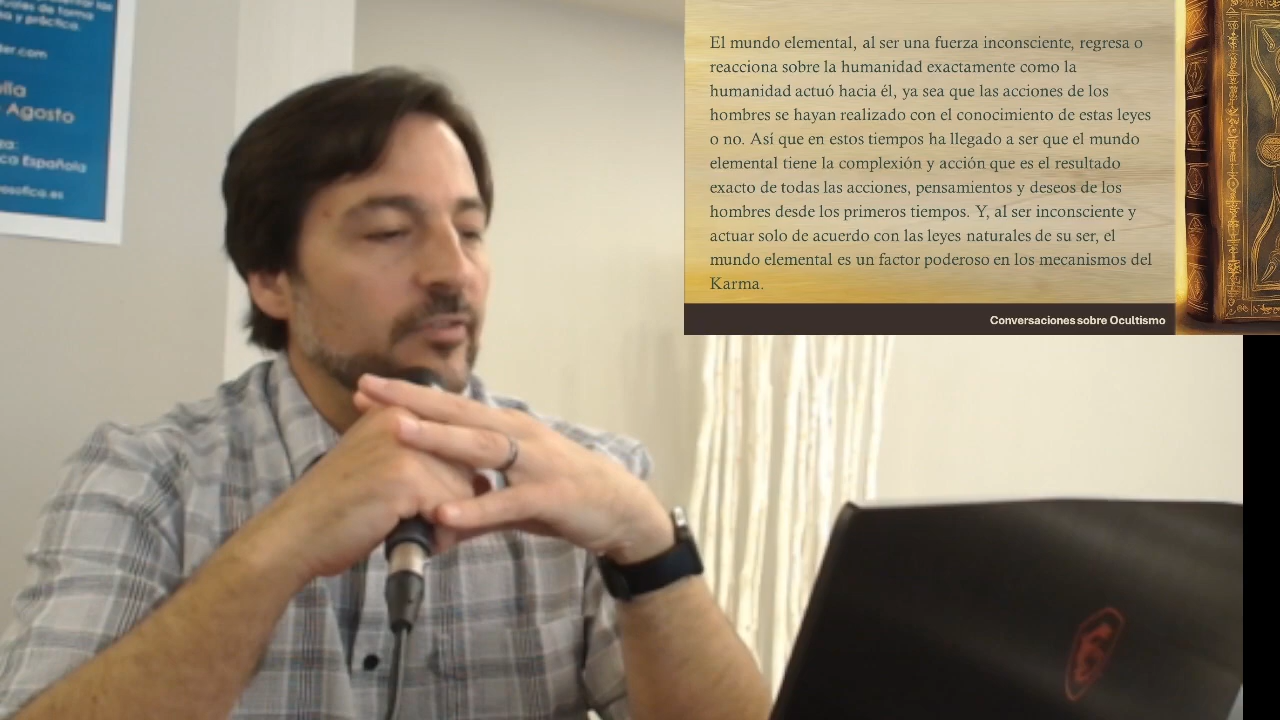 y práctica.
Agosto
El mundo elemental, al ser una fuerza inconsciente, regresa o
reacciona sobre la humanidad exactamente como la
humanidad actuó hacia él, ya sea que las acciones de los
hombres se hayan realizado con el conocimiento de estas leyes
o no. Así que en estos tiempos ha llegado a ser que el mundo
elemental tiene la complexión y acción que es el resultado
exacto de todas las acciones, pensamientos y deseos de los
hombres desde los primeros tiempos. Y, al ser inconsciente y
actuar solo de acuerdo con las leyes naturales de su ser, el
mundo elemental es un factor poderoso en los mecanismos del
Karma.
Conversaciones sobre Ocultismo